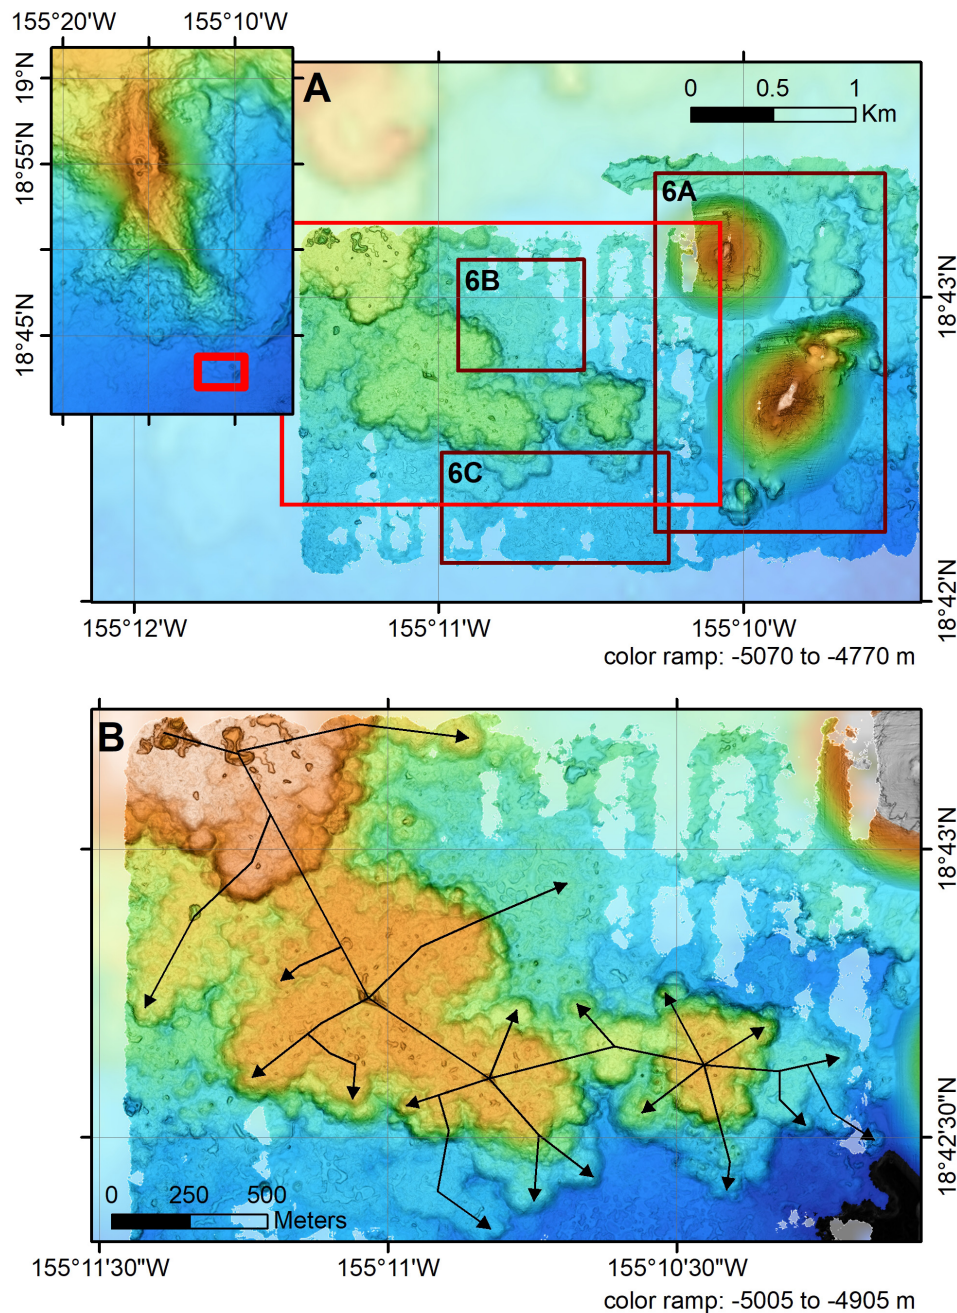 155°20'W 155°10'W
19°N
18°55'N
18°45'N
A
0 0.5 1
Km
6A
6B
6C
18°43'N
18°42'N
155°12'W 155°11'W 155°10'W
color ramp: -5070 to -4770 m
B
18°43'N
18°42'30"N
0 250 500
Meters
155°11'30"W 155°11'W 155°10'30"W
color ramp: -5005 to -4905 m